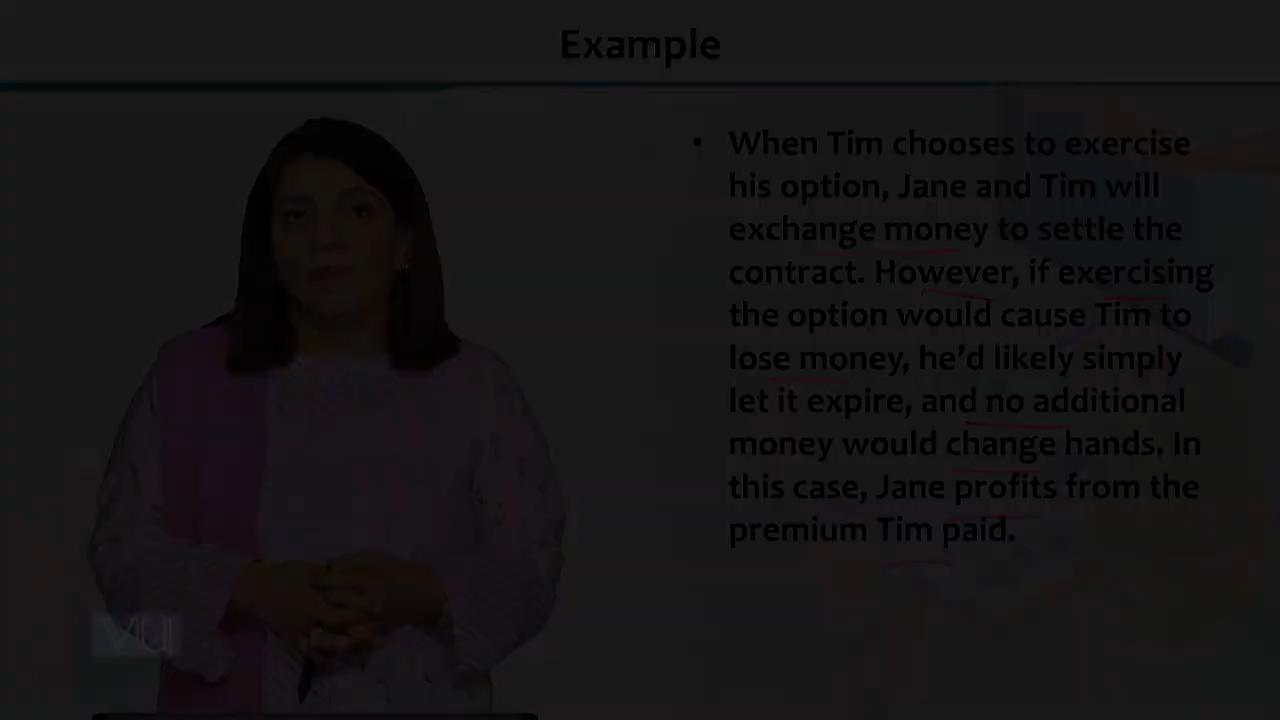 Example
• When Tim chooses to exercise
his option, Jane and Tim will
exchange money to settle the
contract. However, if exercising
the option would cause Tim to
lose money, he’d likely simply
let it expire, and no additional
money would change hands. In
this case, Jane profits from the
premium Tim paid.
VU